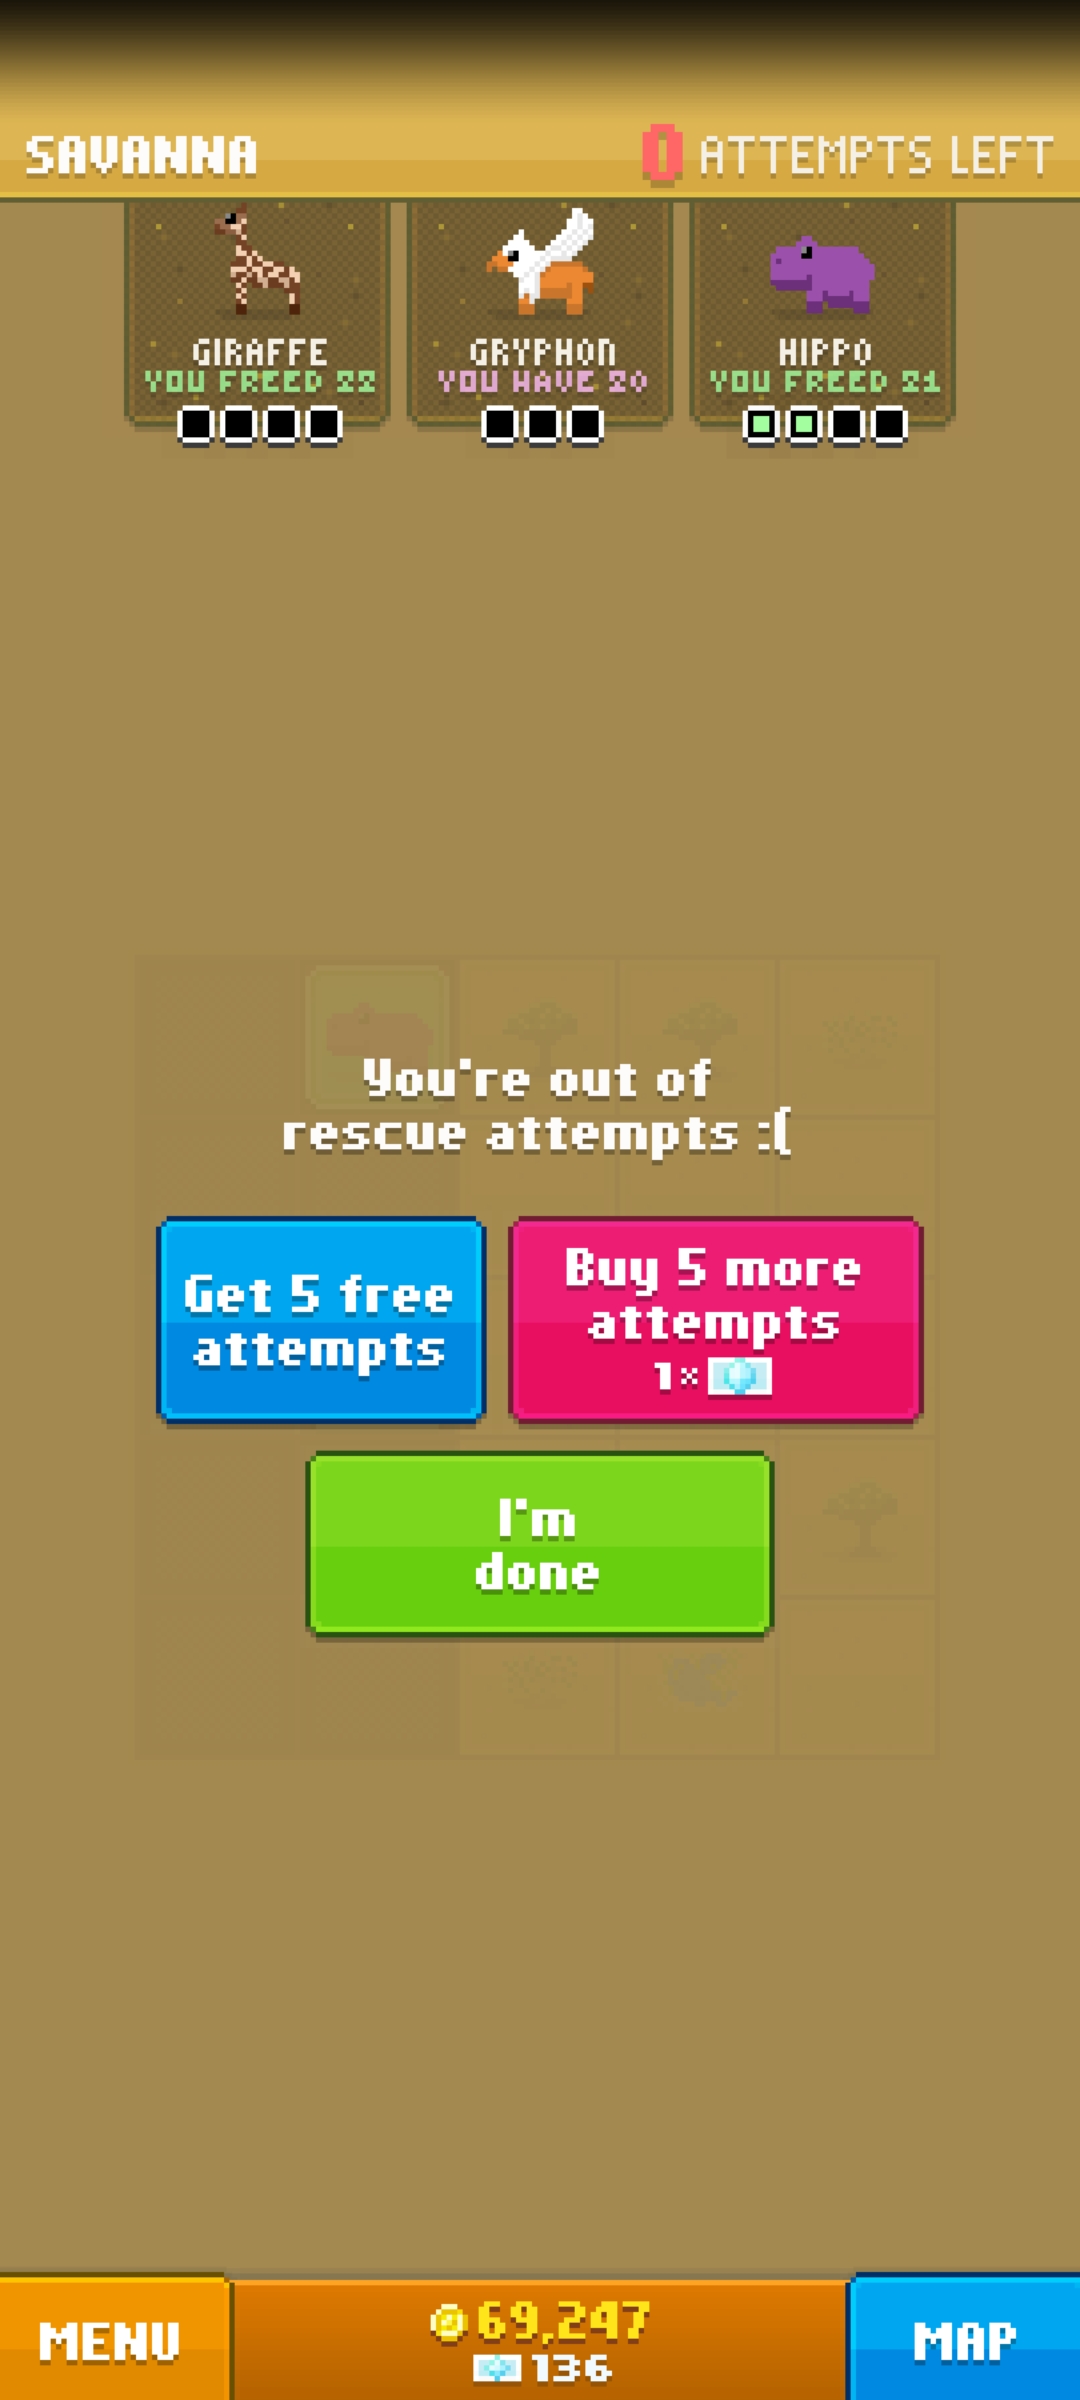 SAVANNA
0 ATTEMPTS LEFT
GIRAFFE
YOU FREED 22
GRYPHON
YOU HAVE 20
HIPPO
YOU FREED 21
You're out of
rescue attempts :(
Get 5 free
attempts
Buy 5 more
attempts
1×
I'm
done
MENU
69,247
136
MAP